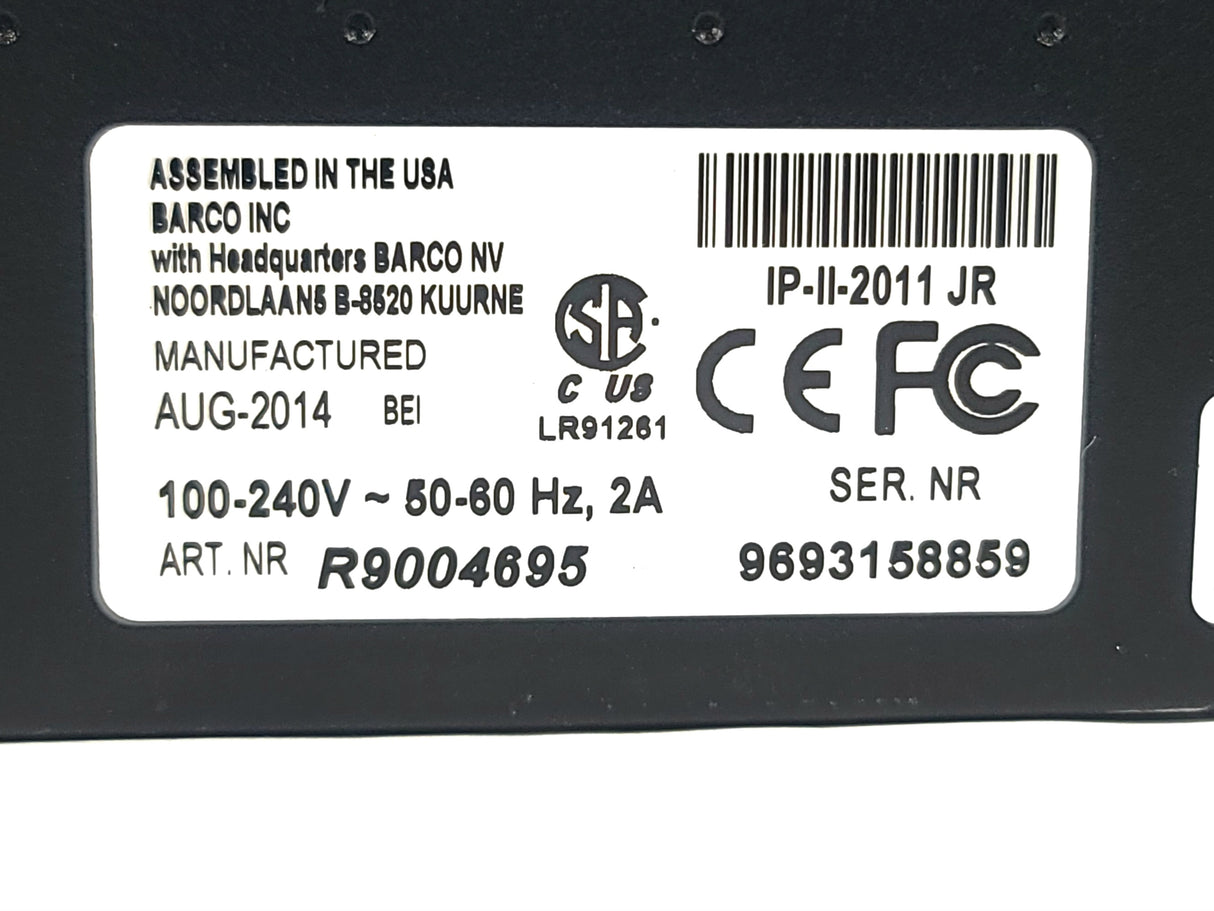 ASSEMBLED IN THE USA
BARCO INC
with Headquarters BARCO NV
NOORDLAAN5 B-8520 KUURNE
MANUFACTURED
AUG-2014 BEI
SA
C US
LR91261
IP-II-2011 JR
CE FC
100-240V ~ 50-60 Hz, 2A
SER. NR
ART. NR R9004695
9693158859